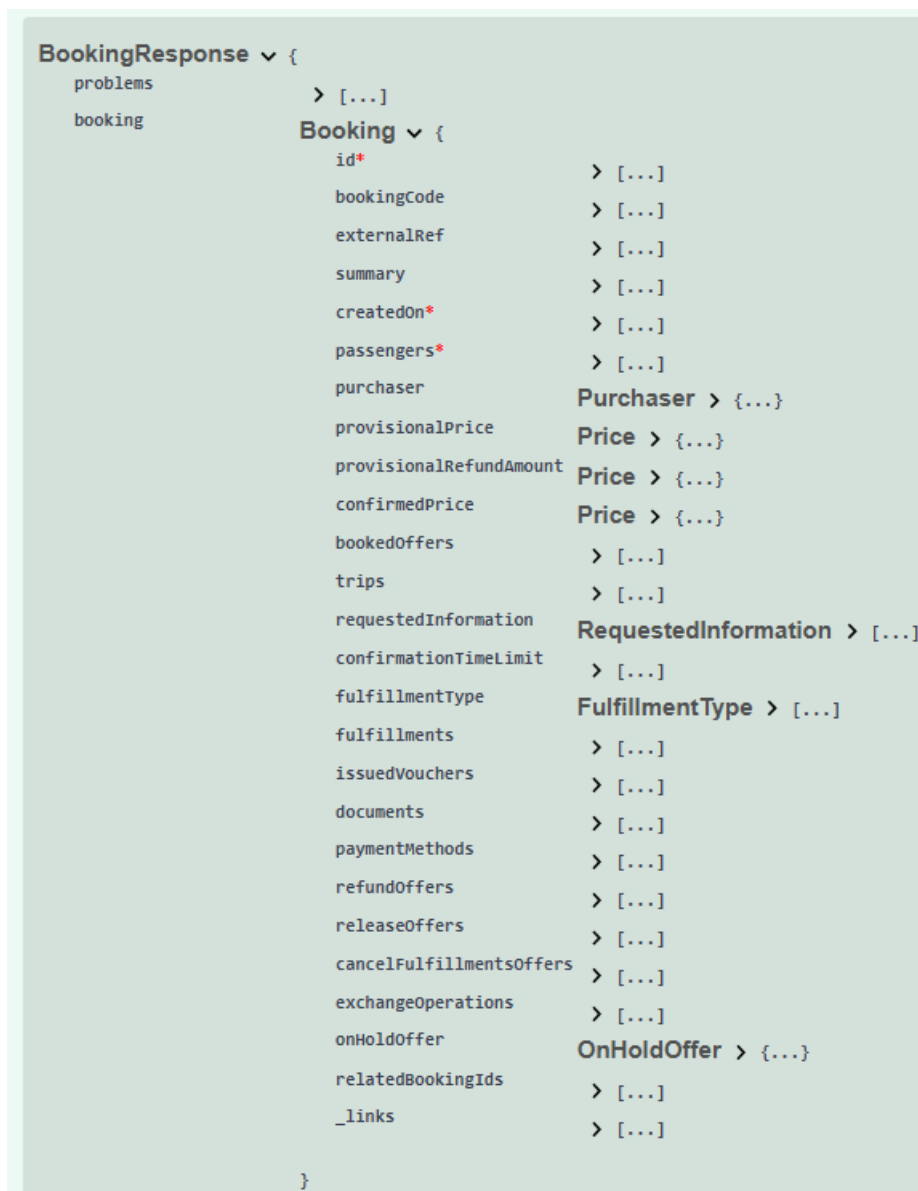 BookingResponse {
problems > [...]
booking Booking {
id* > [...]
bookingCode > [...]
externalRef > [...]
summary > [...]
createdOn* > [...]
passengers* > [...]
purchaser Purchaser > {...}
provisionalPrice Price > {...}
provisionalRefundAmount Price > {...}
confirmedPrice Price > {...}
bookedOffers > [...]
trips > [...]
requestedInformation RequestedInformation > [...]
confirmationTimeLimit > [...]
fulfillmentType FulfillmentType > [...]
fulfillments > [...]
issuedVouchers > [...]
documents > [...]
paymentMethods > [...]
refundOffers > [...]
releaseOffers > [...]
cancelFulfillmentsOffers > [...]
exchangeOperations > [...]
onHoldOffer OnHoldOffer > {...}
relatedBookingIds > [...]
_links > [...]
}